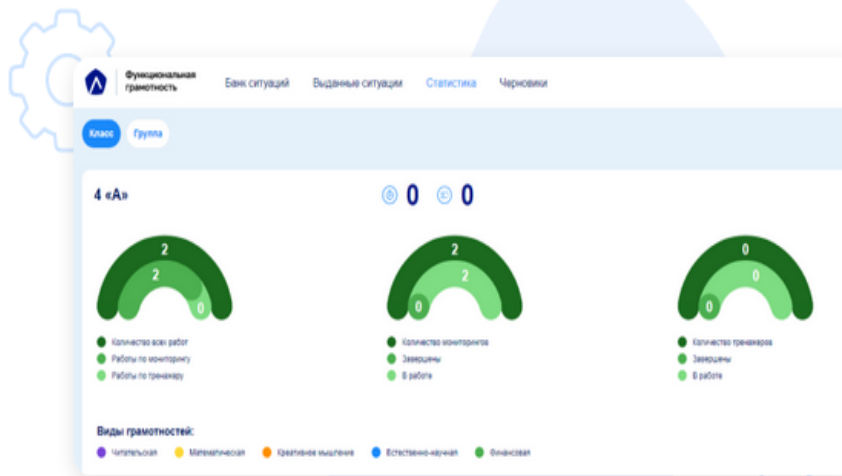 Функциональная
грамотность
Банк ситуаций Выданные ситуации Статистика Черновики
Класс Группа
4 «А» 0 0
2 2 0
2 2 0
0 0 0
Количество всех работ Количество мониторингов Количество тренажеров
Работы по мониторингу Завершены Завершены
Работы по тренажеру В работе В работе
Виды грамотностей:
Читательская Математическая Креативное мышление Естественно-научная Финансовая